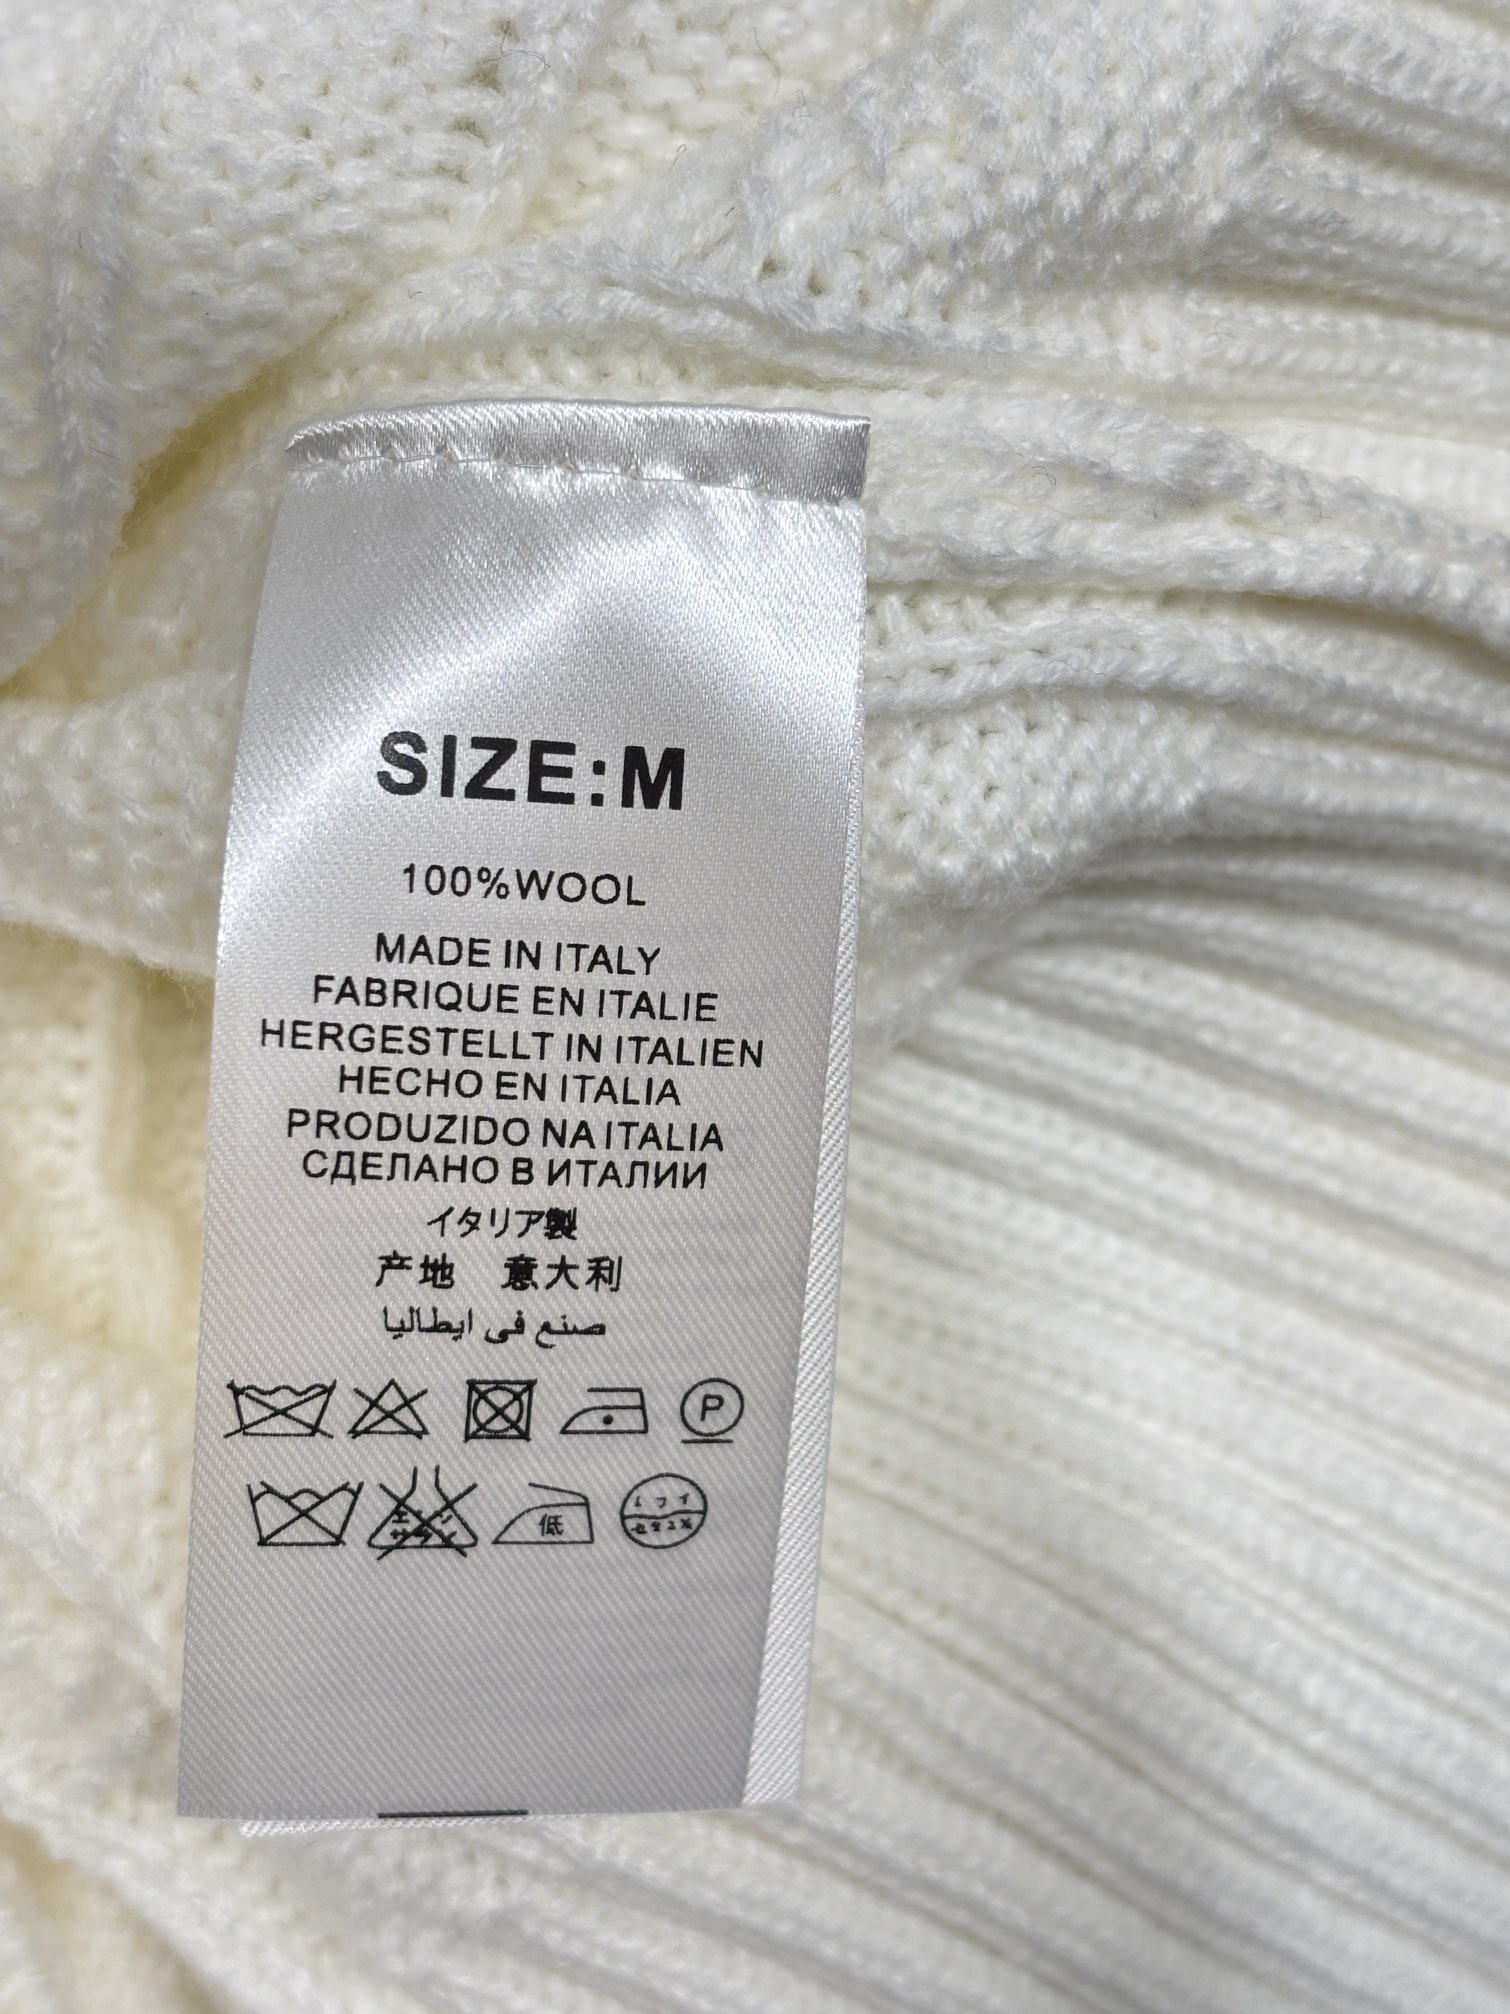 SIZE:M
100%WOOL
MADE IN ITALY
FABRIQUE EN ITALIE
HERGESTELLT IN ITALIEN
HECHO EN ITALIA
PRODUZIDO NA ITALIA
СДЕЛАНО В ИТАЛИИ
イタリア製
产地　意大利
صنع في ايطاليا
P
低